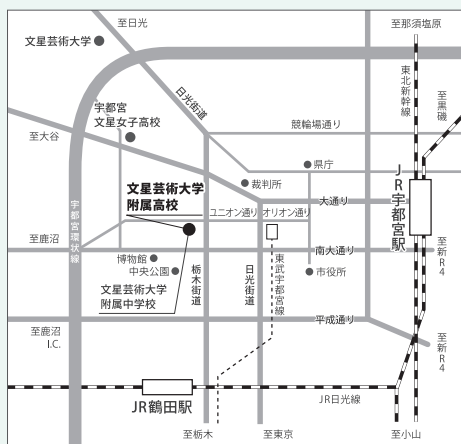 至日光
至那須塩原
文星芸術大学
東北新幹線
至黒磯
日光街道
宇都宮
文星女子高校
競輪場通り
至大谷
県庁
裁判所
文星芸術大学
附属高校
大通り
JR宇都宮駅
ユニオン通り
オリオン通り
宇都宮環状線
至鹿沼
南大通り
至新R4
博物館
中央公園
栃木街道
日光街道
東武宇都宮線
市役所
文星芸術大学
附属中学校
平成通り
至鹿沼
I.C.
至新R4
JR鶴田駅
JR日光線
至栃木
至東京
至小山